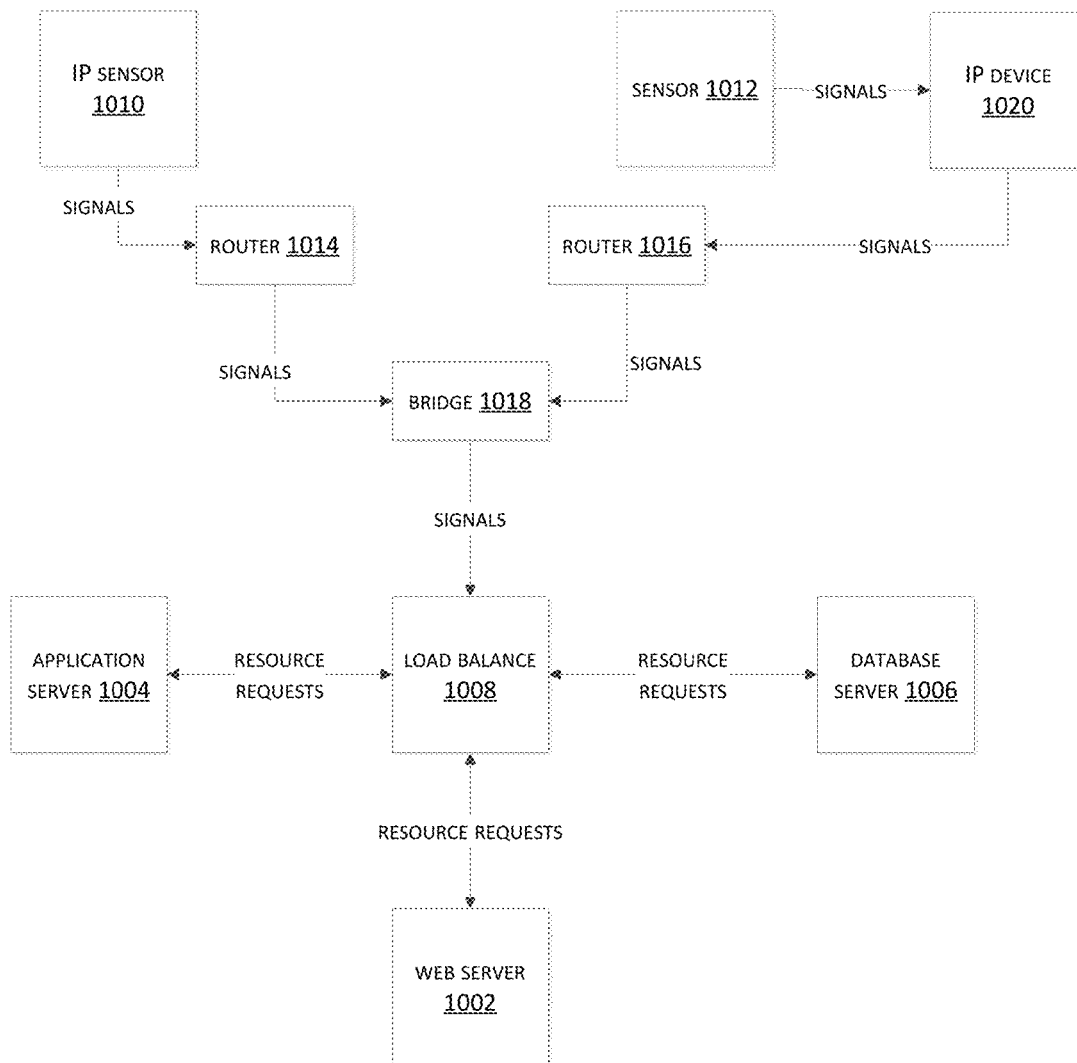 IP SENSOR
1010
SENSOR 1012
SIGNALS
IP DEVICE
1020
SIGNALS
ROUTER 1014
ROUTER 1016
SIGNALS
SIGNALS
SIGNALS
BRIDGE 1018
SIGNALS
APPLICATION
SERVER 1004
RESOURCE
REQUESTS
LOAD BALANCE
1008
RESOURCE
REQUESTS
DATABASE
SERVER 1006
RESOURCE REQUESTS
WEB SERVER
1002